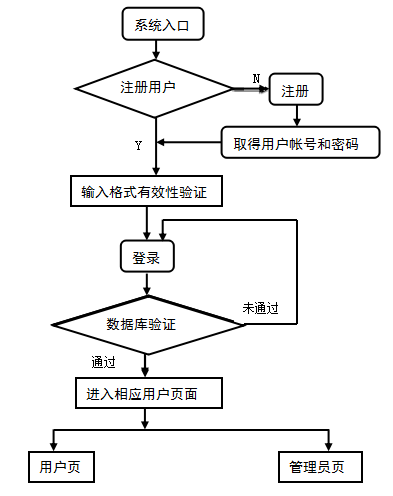 系统入口
注册用户
N
注册
Y
取得用户帐号和密码
输入格式有效性验证
登录
未通过
数据库验证
通过
进入相应用户页面
用户页
管理员页